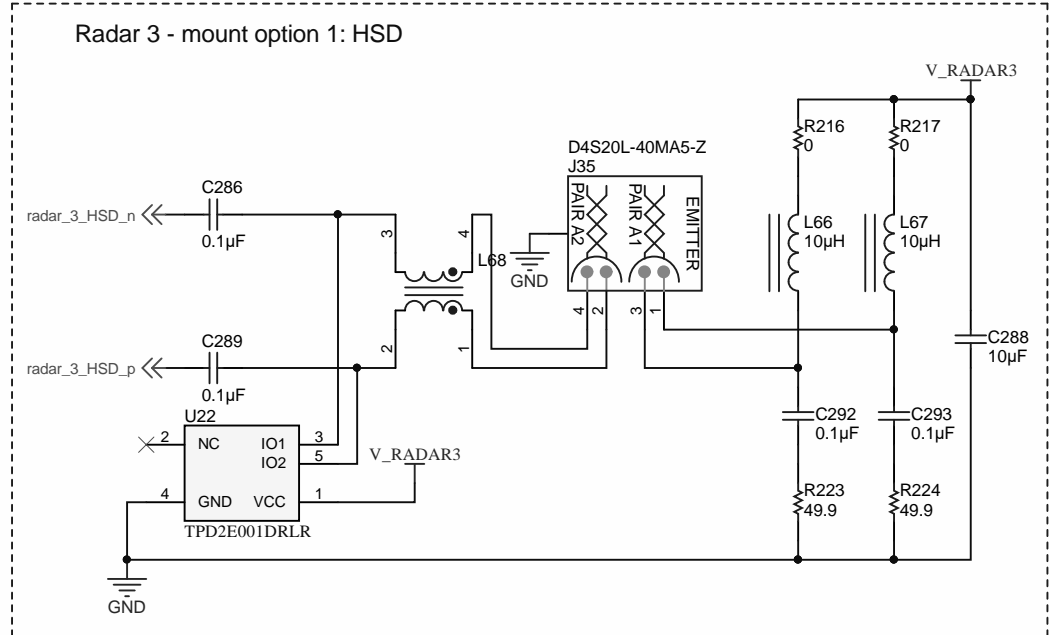 Radar 3 - mount option 1: HSD
V_RADAR3
D4S20L-40MA5-Z
J35
R216
0
R217
0
C286
radar_3_HSD_n
0.1µF
3
4
L68
GND
PAIR A2
PAIR A1
EMITTER
L66
10µH
L67
10µH
4
2
3
1
C289
radar_3_HSD_p
0.1µF
2
1
C288
10µF
U22
2
NC
IO1
3
IO2
5
V_RADAR3
4
GND
VCC
1
TPD2E001DRLR
C292
0.1µF
C293
0.1µF
R223
49.9
R224
49.9
GND